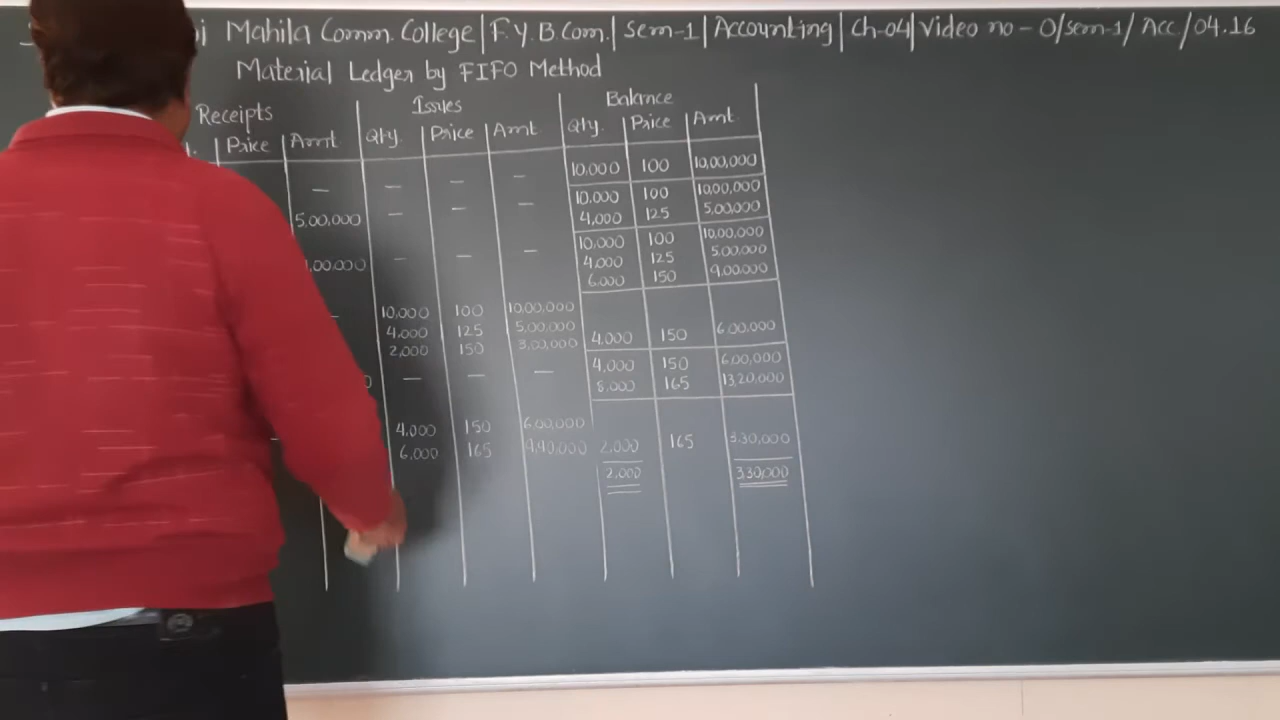 Mahila Comm. College | F.Y.B Com. | Sem-1 | Accounting | Ch-04 | Video no - 0/sem-1/ Acc/04.16
Material Ledger by FIFO Method
Receipts Issues Balance
Price Amt Qty. Price Amt Qty. Price Amt
10,000 100 10,00,000
— — — —
10,000 100 10,00,000
5,00,000 — — — 4,000 125 5,00,000
10,000 100 10,00,000
,00,000 — — — 4,000 125 5,00,000
6,000 150 9,00,000
10,000 100 10,00,000
4,000 125 5,00,000 4,000 150 6,00,000
2,000 150 3,00,000
4,000 150 6,00,000
0 — — — 8,000 165 13,20,000
4,000 150 6,00,000
6,000 165 9,90,000 2,000 165 3,30,000
2,000 3,30,000